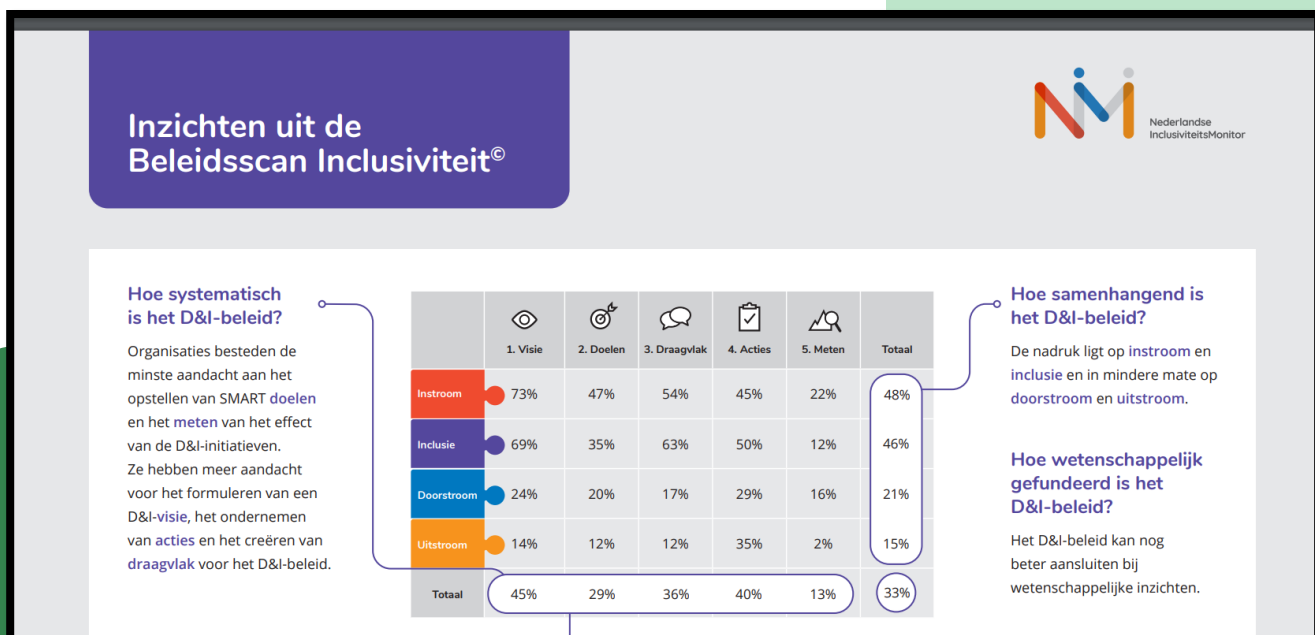 Inzichten uit de
Beleidsscan Inclusiviteit©
Nederlandse
InclusiviteitsMonitor
Hoe systematisch
is het D&I-beleid?
Organisaties besteden de
minste aandacht aan het
opstellen van SMART doelen
en het meten van het effect
van de D&I-initiatieven.
Ze hebben meer aandacht
voor het formuleren van een
D&I-visie, het ondernemen
van acties en het creëren van
draagvlak voor het D&I-beleid.
1. Visie 2. Doelen 3. Draagvlak 4. Acties 5. Meten Totaal
Instroom 73% 47% 54% 45% 22% 48%
Inclusie 69% 35% 63% 50% 12% 46%
Doorstroom 24% 20% 17% 29% 16% 21%
Uitstroom 14% 12% 12% 35% 2% 15%
Totaal 45% 29% 36% 40% 13% 33%
Hoe samenhangend is
het D&I-beleid?
De nadruk ligt op instroom en
inclusie en in mindere mate op
doorstroom en uitstroom.
Hoe wetenschappelijk
gefundeerd is het
D&I-beleid?
Het D&I-beleid kan nog
beter aansluiten bij
wetenschappelijke inzichten.